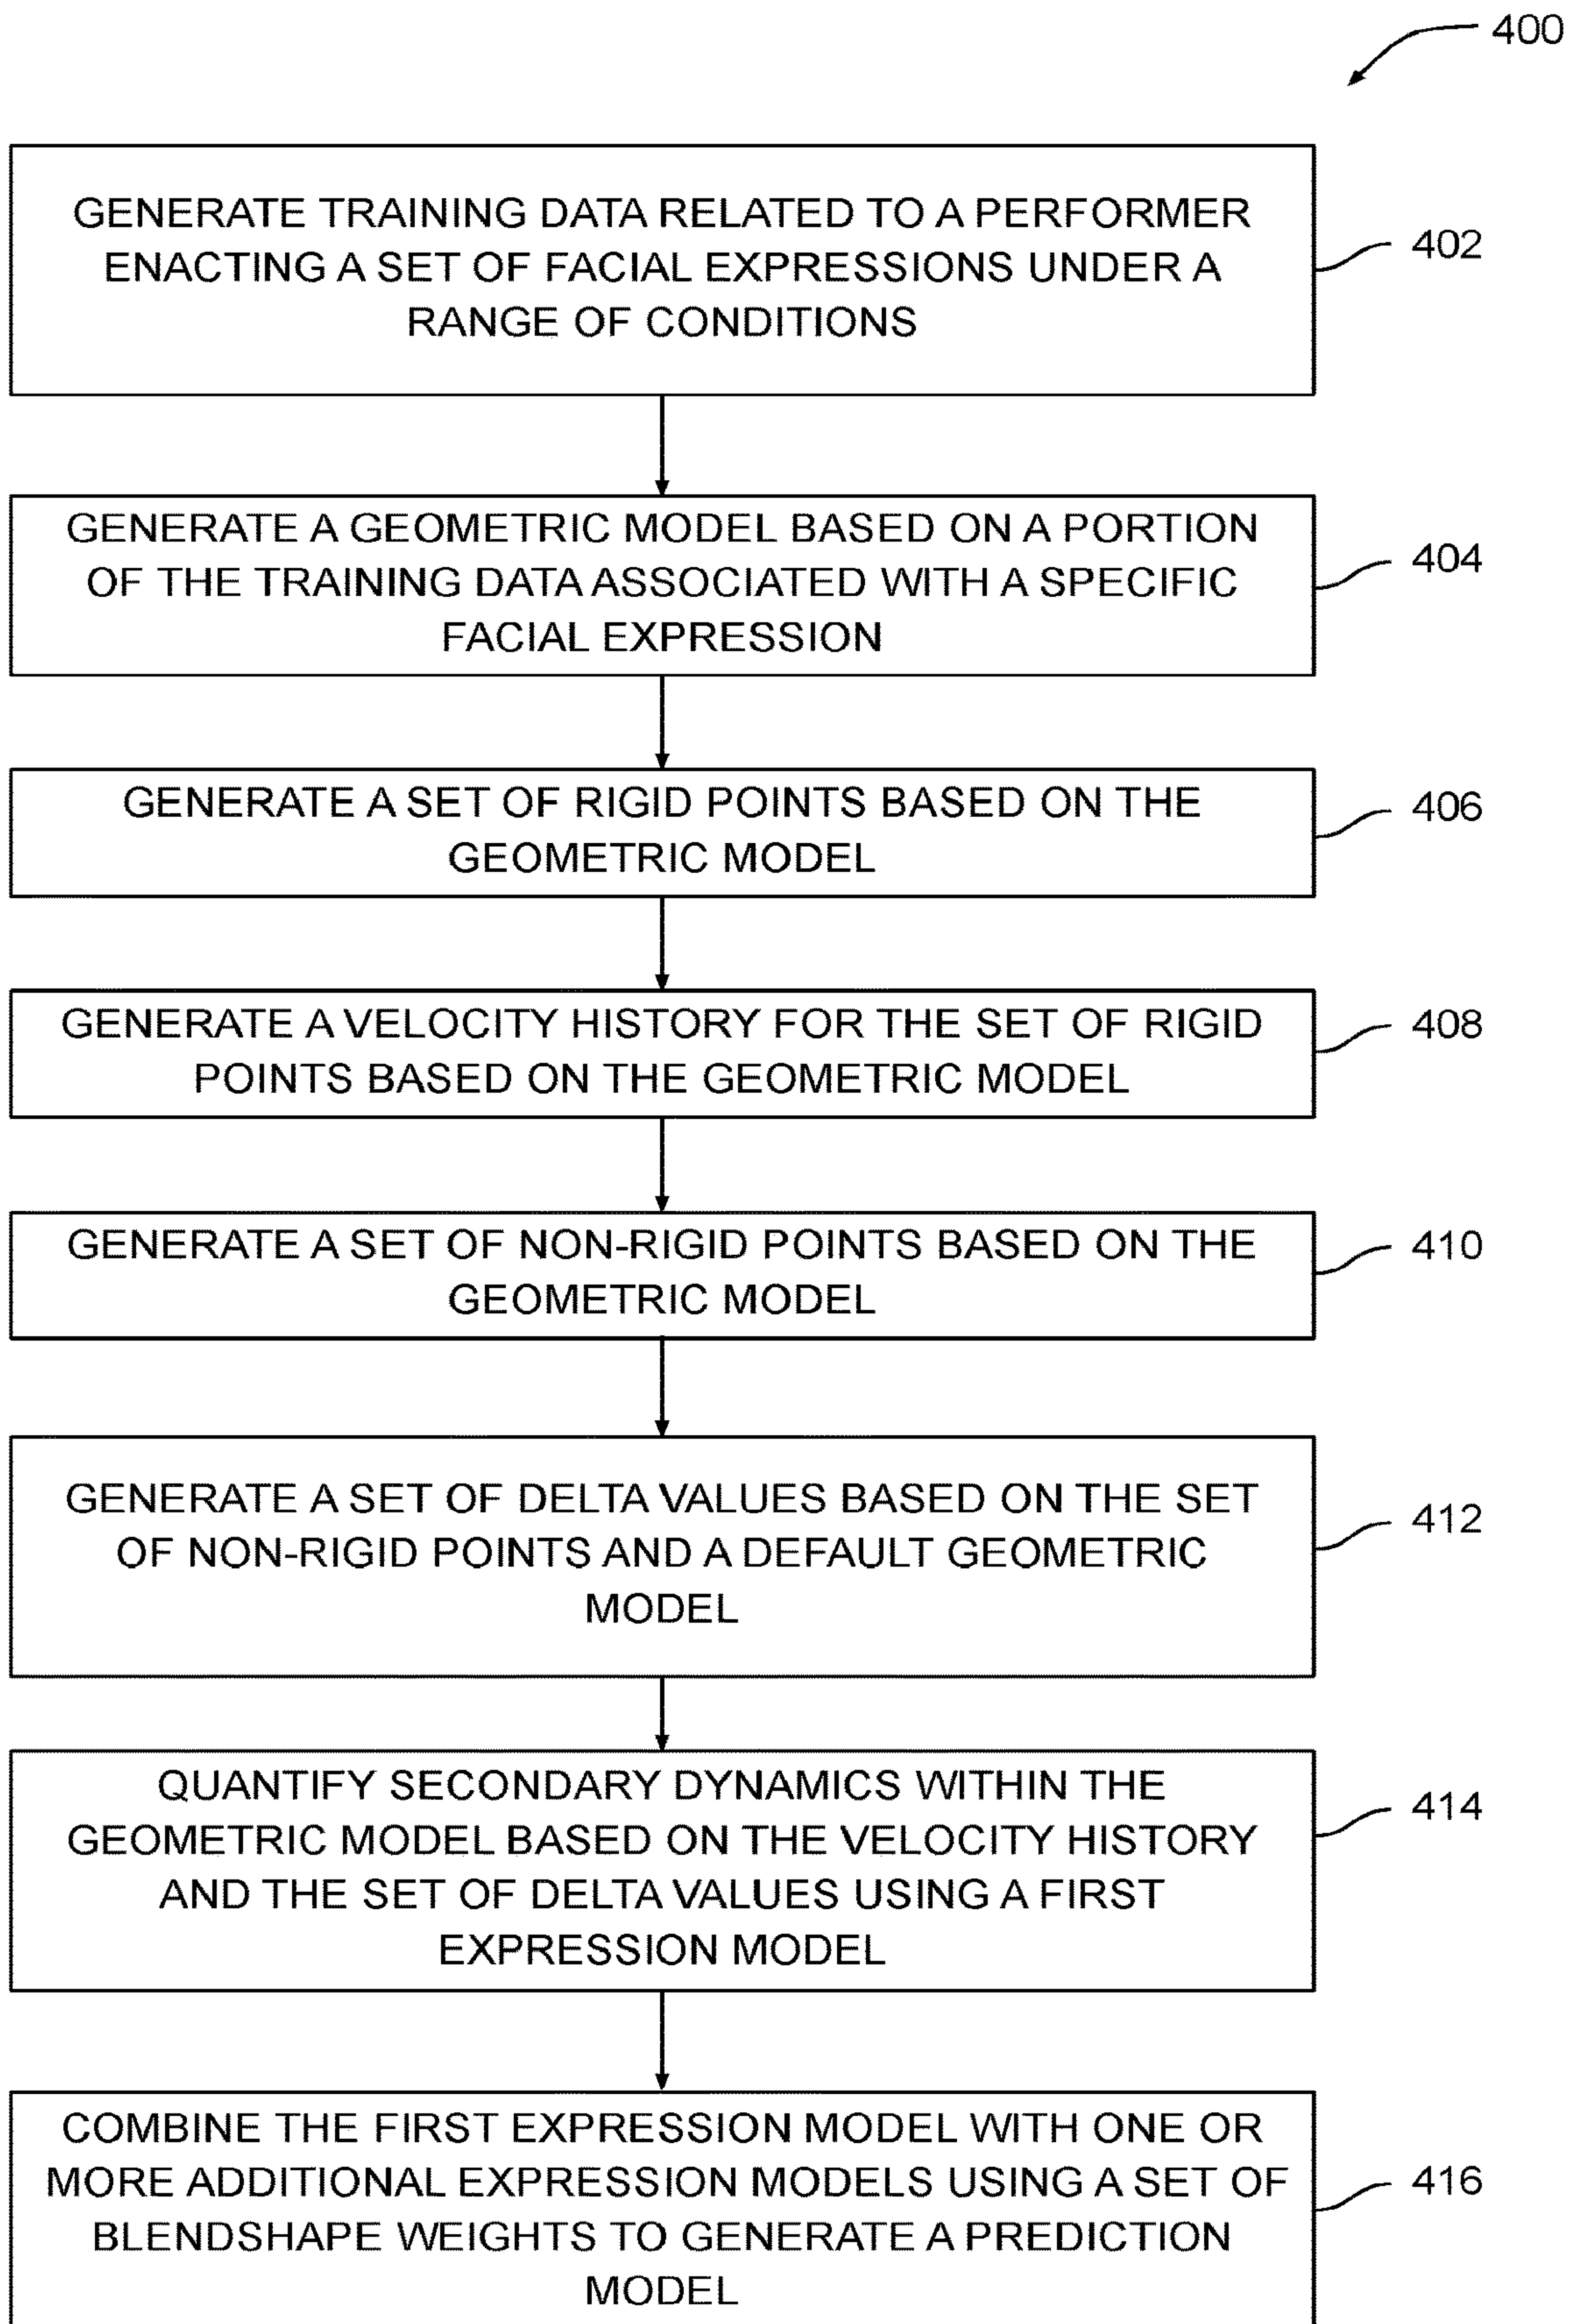 400
GENERATE TRAINING DATA RELATED TO A PERFORMER
ENACTING A SET OF FACIAL EXPRESSIONS UNDER A
RANGE OF CONDITIONS
402
GENERATE A GEOMETRIC MODEL BASED ON A PORTION
OF THE TRAINING DATA ASSOCIATED WITH A SPECIFIC
FACIAL EXPRESSION
404
GENERATE A SET OF RIGID POINTS BASED ON THE
GEOMETRIC MODEL
406
GENERATE A VELOCITY HISTORY FOR THE SET OF RIGID
POINTS BASED ON THE GEOMETRIC MODEL
408
GENERATE A SET OF NON-RIGID POINTS BASED ON THE
GEOMETRIC MODEL
410
GENERATE A SET OF DELTA VALUES BASED ON THE SET
OF NON-RIGID POINTS AND A DEFAULT GEOMETRIC
MODEL
412
QUANTIFY SECONDARY DYNAMICS WITHIN THE
GEOMETRIC MODEL BASED ON THE VELOCITY HISTORY
AND THE SET OF DELTA VALUES USING A FIRST
EXPRESSION MODEL
414
COMBINE THE FIRST EXPRESSION MODEL WITH ONE OR
MORE ADDITIONAL EXPRESSION MODELS USING A SET OF
BLENDSHAPE WEIGHTS TO GENERATE A PREDICTION
MODEL
416